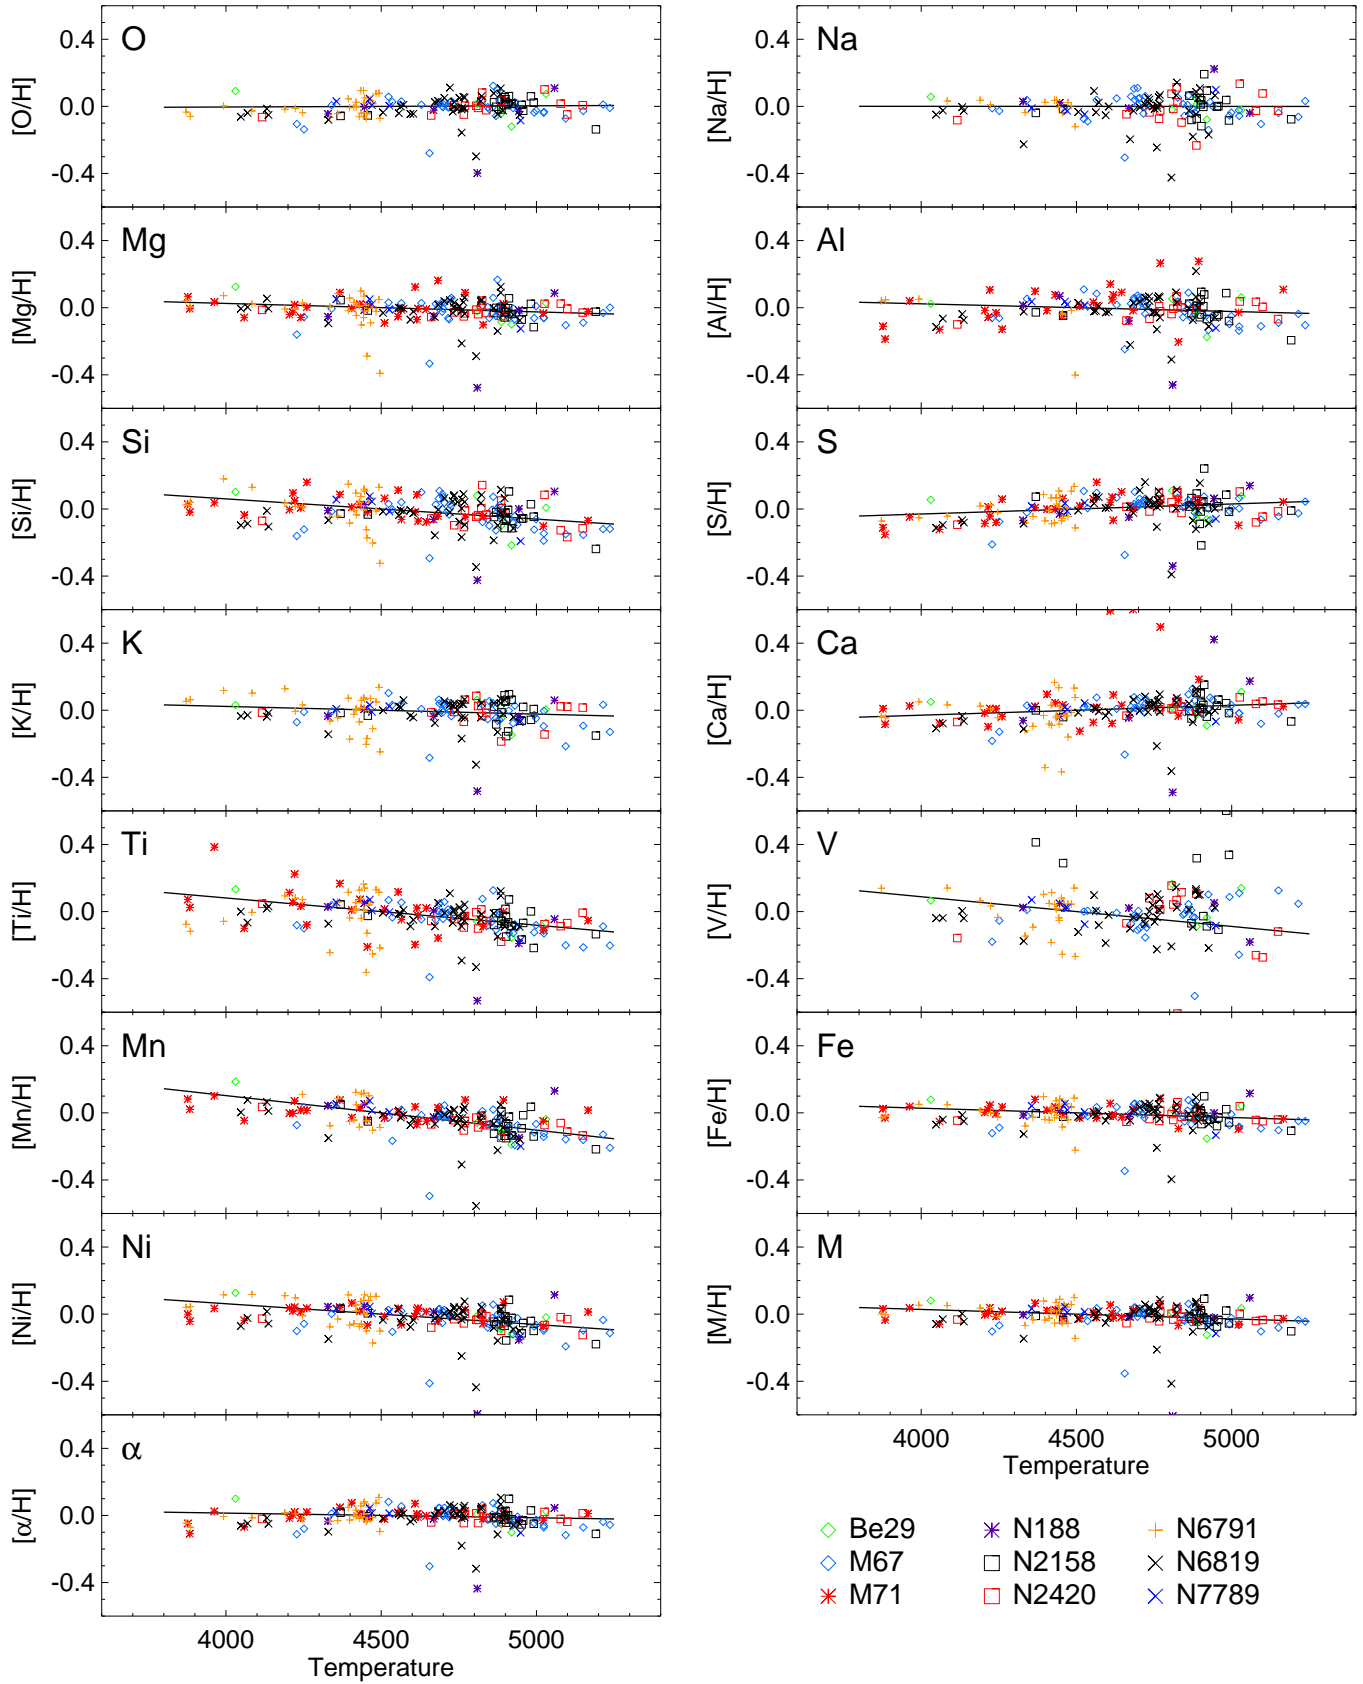 O
[O/H]
0.4
0.0
-0.4
Na
[Na/H]
0.4
0.0
-0.4
Mg
[Mg/H]
0.4
0.0
-0.4
Al
[Al/H]
0.4
0.0
-0.4
Si
[Si/H]
0.4
0.0
-0.4
S
[S/H]
0.4
0.0
-0.4
K
[K/H]
0.4
0.0
-0.4
Ca
[Ca/H]
0.4
0.0
-0.4
Ti
[Ti/H]
0.4
0.0
-0.4
V
[V/H]
0.4
0.0
-0.4
Mn
[Mn/H]
0.4
0.0
-0.4
Fe
[Fe/H]
0.4
0.0
-0.4
Ni
[Ni/H]
0.4
0.0
-0.4
M
[M/H]
0.4
0.0
-0.4
4000 4500 5000
Temperature
α
[α/H]
0.4
0.0
-0.4
4000 4500 5000
Temperature
Be29 N188 N6791
M67 N2158 N6819
M71 N2420 N7789